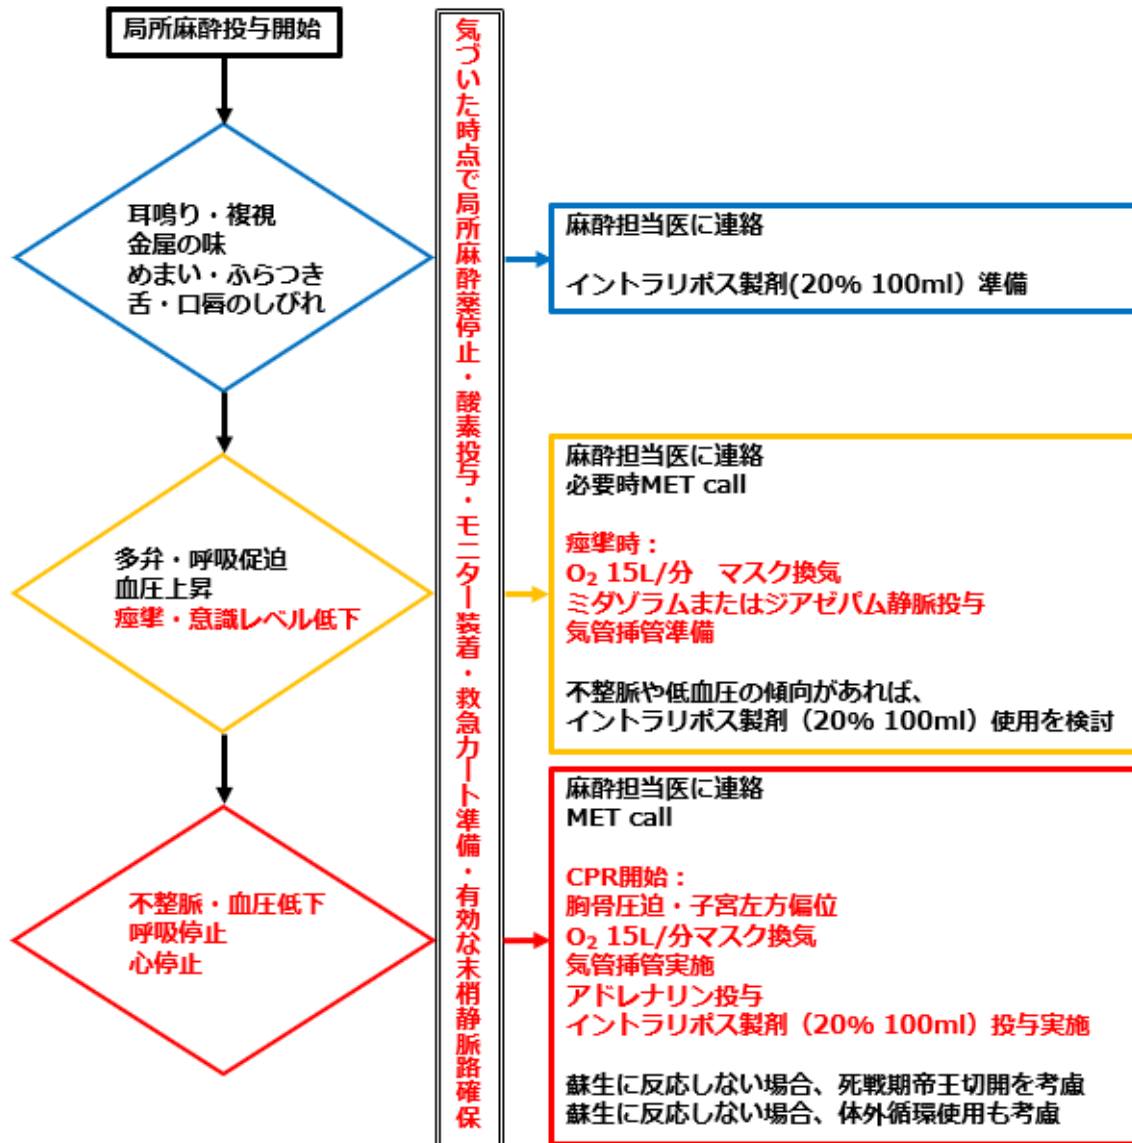 局所麻酔投与開始
気づいた時点で局所麻酔薬停止・酸素投与・モニター装着・救急カート準備・有効な末梢静脈路確保
耳鳴り・複視
金属の味
めまい・ふらつき
舌・口唇のしびれ
麻酔担当医に連絡
イントラリポス製剤(20% 100ml）準備
多弁・呼吸促迫
血圧上昇
痙攣・意識レベル低下
麻酔担当医に連絡
必要時MET call
痙攣時：
O₂ 15L/分　マスク換気
ミダゾラムまたはジアゼパム静脈投与
気管挿管準備
不整脈や低血圧の傾向があれば、
イントラリポス製剤（20% 100ml）使用を検討
不整脈・血圧低下
呼吸停止
心停止
麻酔担当医に連絡
MET call
CPR開始：
胸骨圧迫・子宮左方偏位
O₂ 15L/分マスク換気
気管挿管実施
アドレナリン投与
イントラリポス製剤（20% 100ml）投与実施
蘇生に反応しない場合、死戦期帝王切開を考慮
蘇生に反応しない場合、体外循環使用も考慮